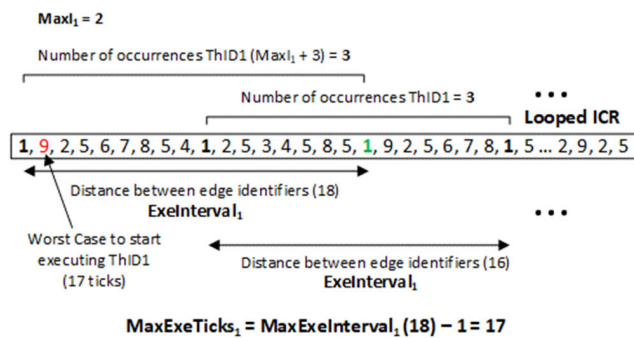 MaxI₁ = 2
Number of occurrences ThID1 (MaxI₁ + 3) = 3
Number of occurrences ThID1 = 3
•••
Looped ICR
1, 9, 2, 5, 6, 7, 8, 5, 4, 1, 2, 5, 3, 4, 5, 8, 5, 1, 9, 2, 5, 6, 7, 8, 1, 5 ... 2, 9, 2, 5
Distance between edge identifiers (18)
ExeInterval₁
•••
Worst Case to start
executing ThID1
(17 ticks)
Distance between edge identifiers (16)
ExeInterval₁
MaxExeTicks₁ = MaxExeInterval₁ (18) – 1 = 17